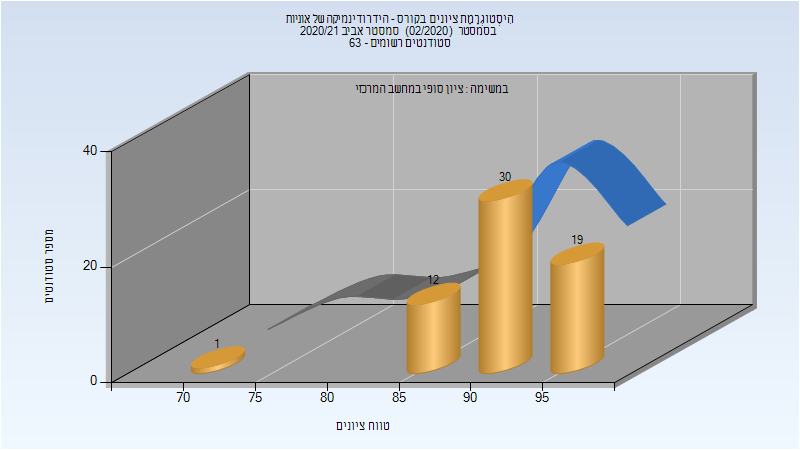 היסטוגרמת ציונים בקורס - הידרודינמיקה של אוניות
בסמסטר  (02/2020)  סמסטר אביב 2020/21
סטודנטים רשומים - 63
במשימה : ציון סופי במחשב המרכזי
מספר סטודנטים
40
20
0
1
12
30
19
70
75
80
85
90
95
טווח ציונים